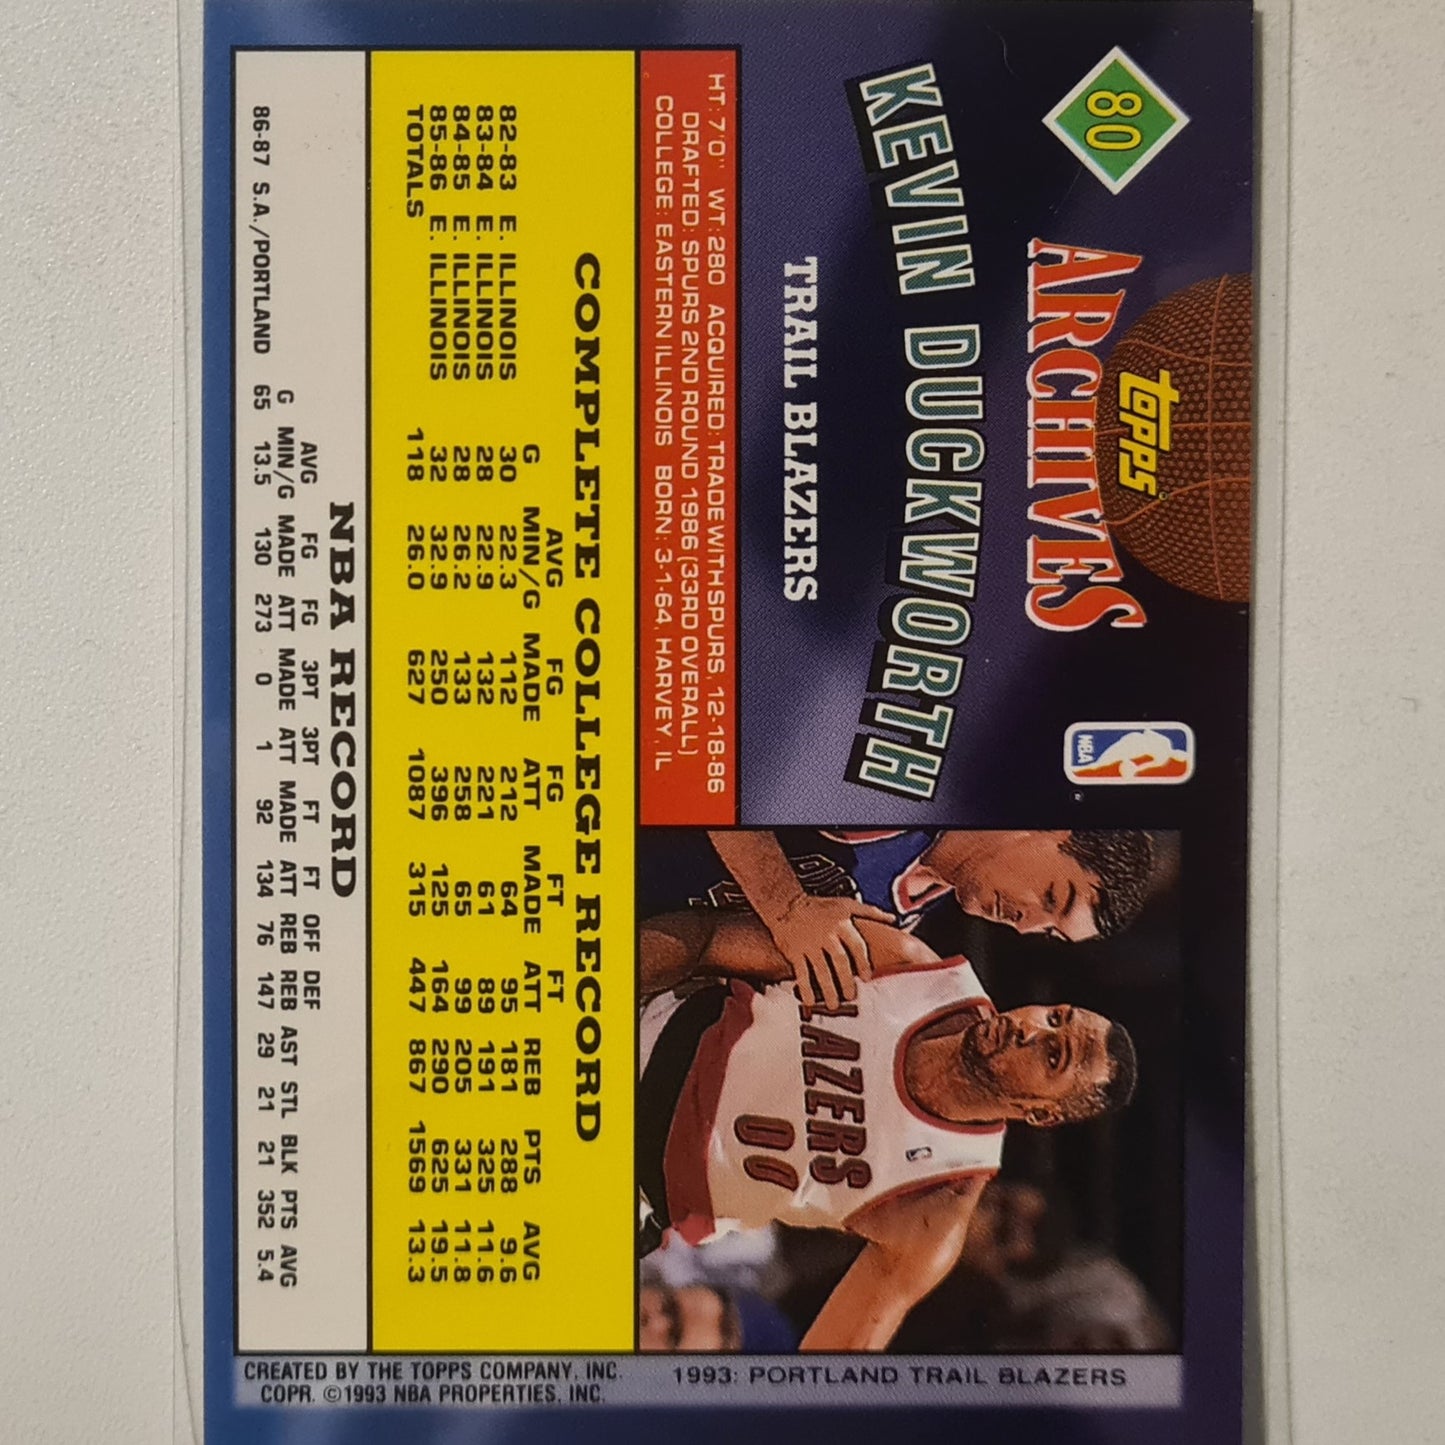 80
topps
ARCHIVES
NBA
KEVIN DUCKWORTH
TRAIL BLAZERS
HT: 7'0" WT: 280 ACQUIRED: TRADE WITH SPURS, 12-18-86
DRAFTED: SPURS 2ND ROUND 1986 (33RD OVERALL)
COLLEGE: EASTERN ILLINOIS BORN: 3-1-64, HARVEY, IL
LAZERS
00
1993: PORTLAND TRAIL BLAZERS
COMPLETE COLLEGE RECORD
AVG FG FG FT FT
G MIN/G MADE ATT MADE ATT REB PTS AVG
82-83 E. ILLINOIS 30 22.3 112 212 64 95 181 288 9.6
83-84 E. ILLINOIS 28 22.9 132 221 61 89 191 325 11.6
84-85 E. ILLINOIS 28 26.2 133 258 65 99 205 331 11.8
85-86 E. ILLINOIS 32 32.9 250 396 125 164 290 625 19.5
TOTALS 118 26.0 627 1087 315 447 867 1569 13.3
NBA RECORD
AVG FG FG 3PT 3PT FT FT OFF DEF
G MIN/G MADE ATT MADE ATT MADE ATT REB REB AST STL BLK PTS AVG
86-87 S.A./PORTLAND 65 13.5 130 273 0 1 92 134 76 147 29 21 21 352 5.4
CREATED BY THE TOPPS COMPANY, INC.
COPR. ©1993 NBA PROPERTIES, INC.